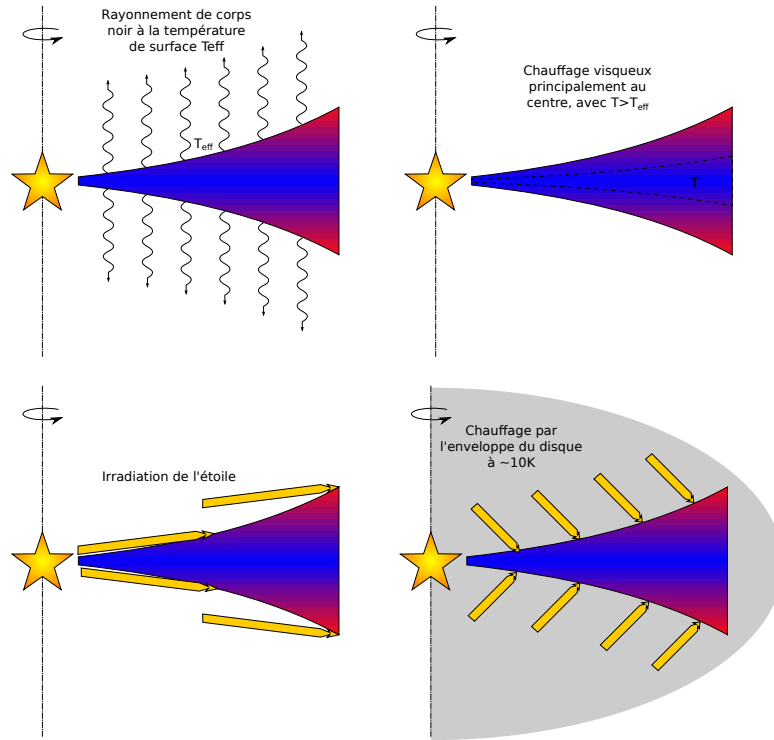 Rayonnement de corps
noir à la température
de surface Teff
Teff
Chauffage visqueux
principalement au
centre, avec T>Teff
T
Irradiation de l'étoile
Chauffage par
l'enveloppe du disque
à ~10K